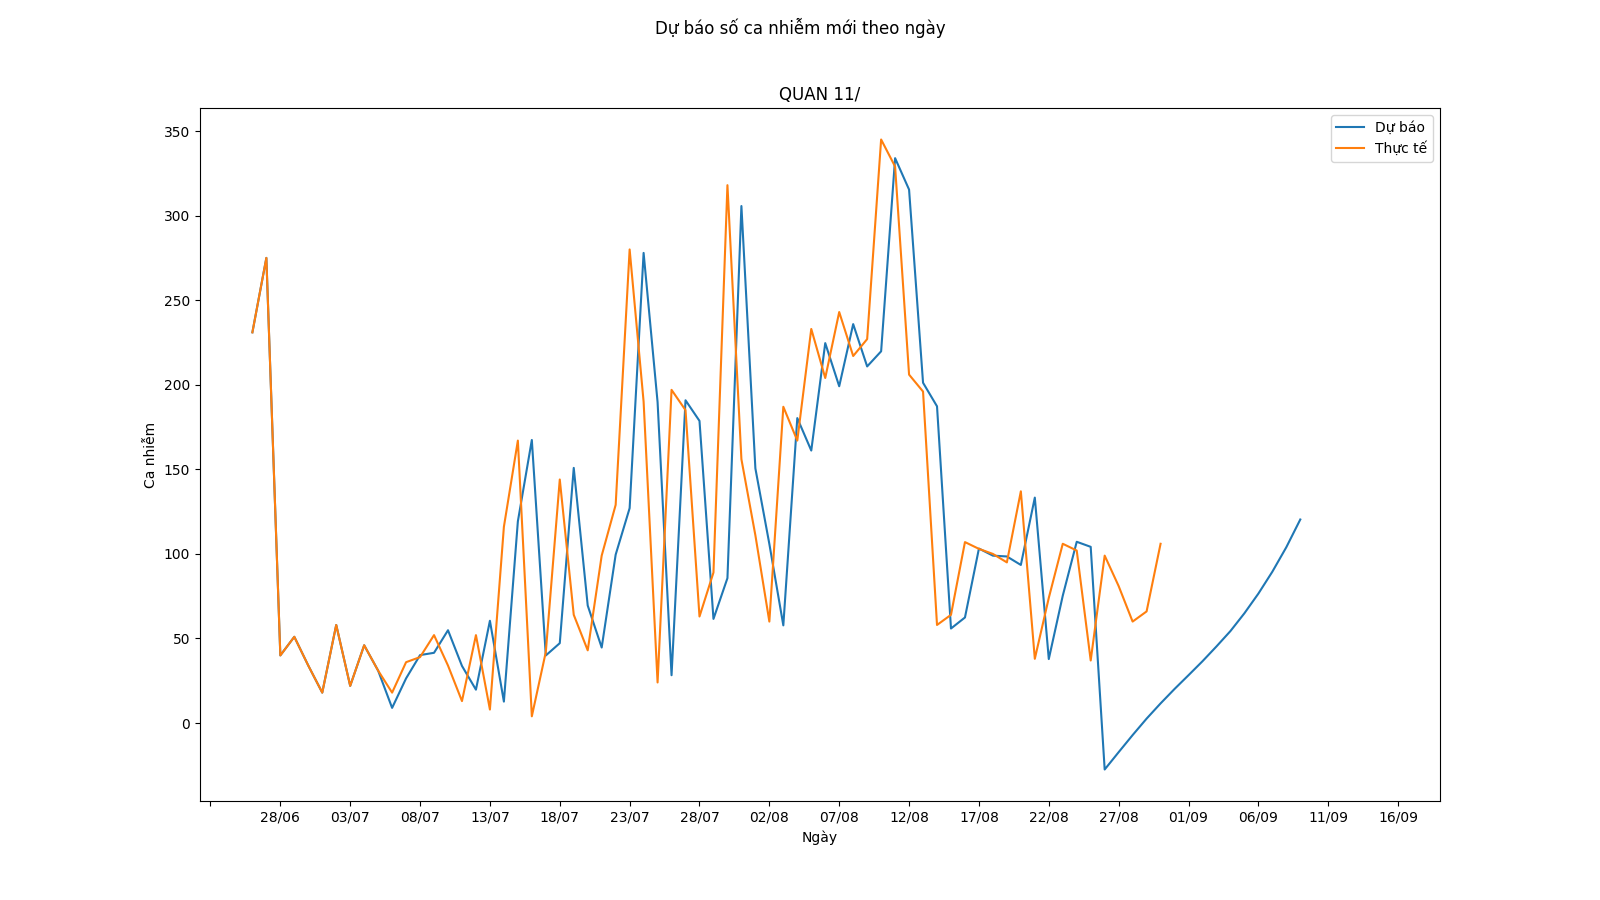 Dự báo số ca nhiễm mới theo ngày
QUAN 11/
Dự báo
Thực tế
350
300
250
200
150
100
50
0
Ca nhiễm
28/06 03/07 08/07 13/07 18/07 23/07 28/07 02/08 07/08 12/08 17/08 22/08 27/08 01/09 06/09 11/09 16/09
Ngày